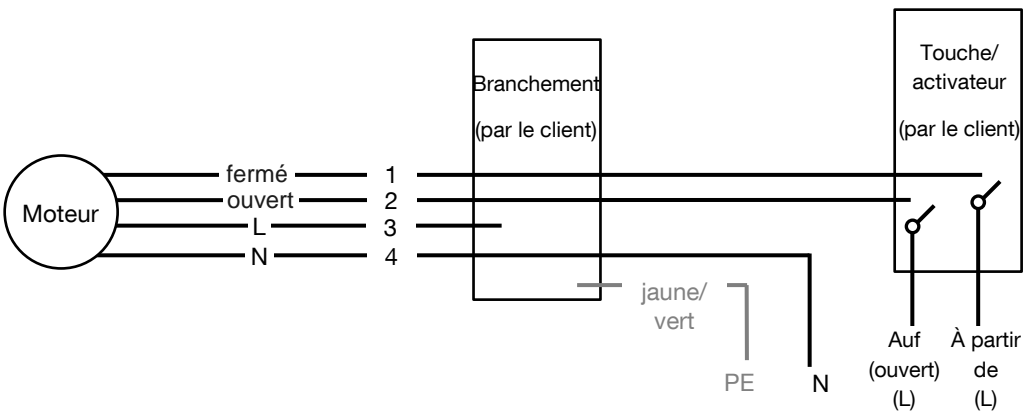 Touche/
activateur
(par le client)
Branchement
(par le client)
Moteur
fermé 1
ouvert 2
L 3
N 4
jaune/
vert
PE
N
Auf
(ouvert)
(L)
À partir
de
(L)